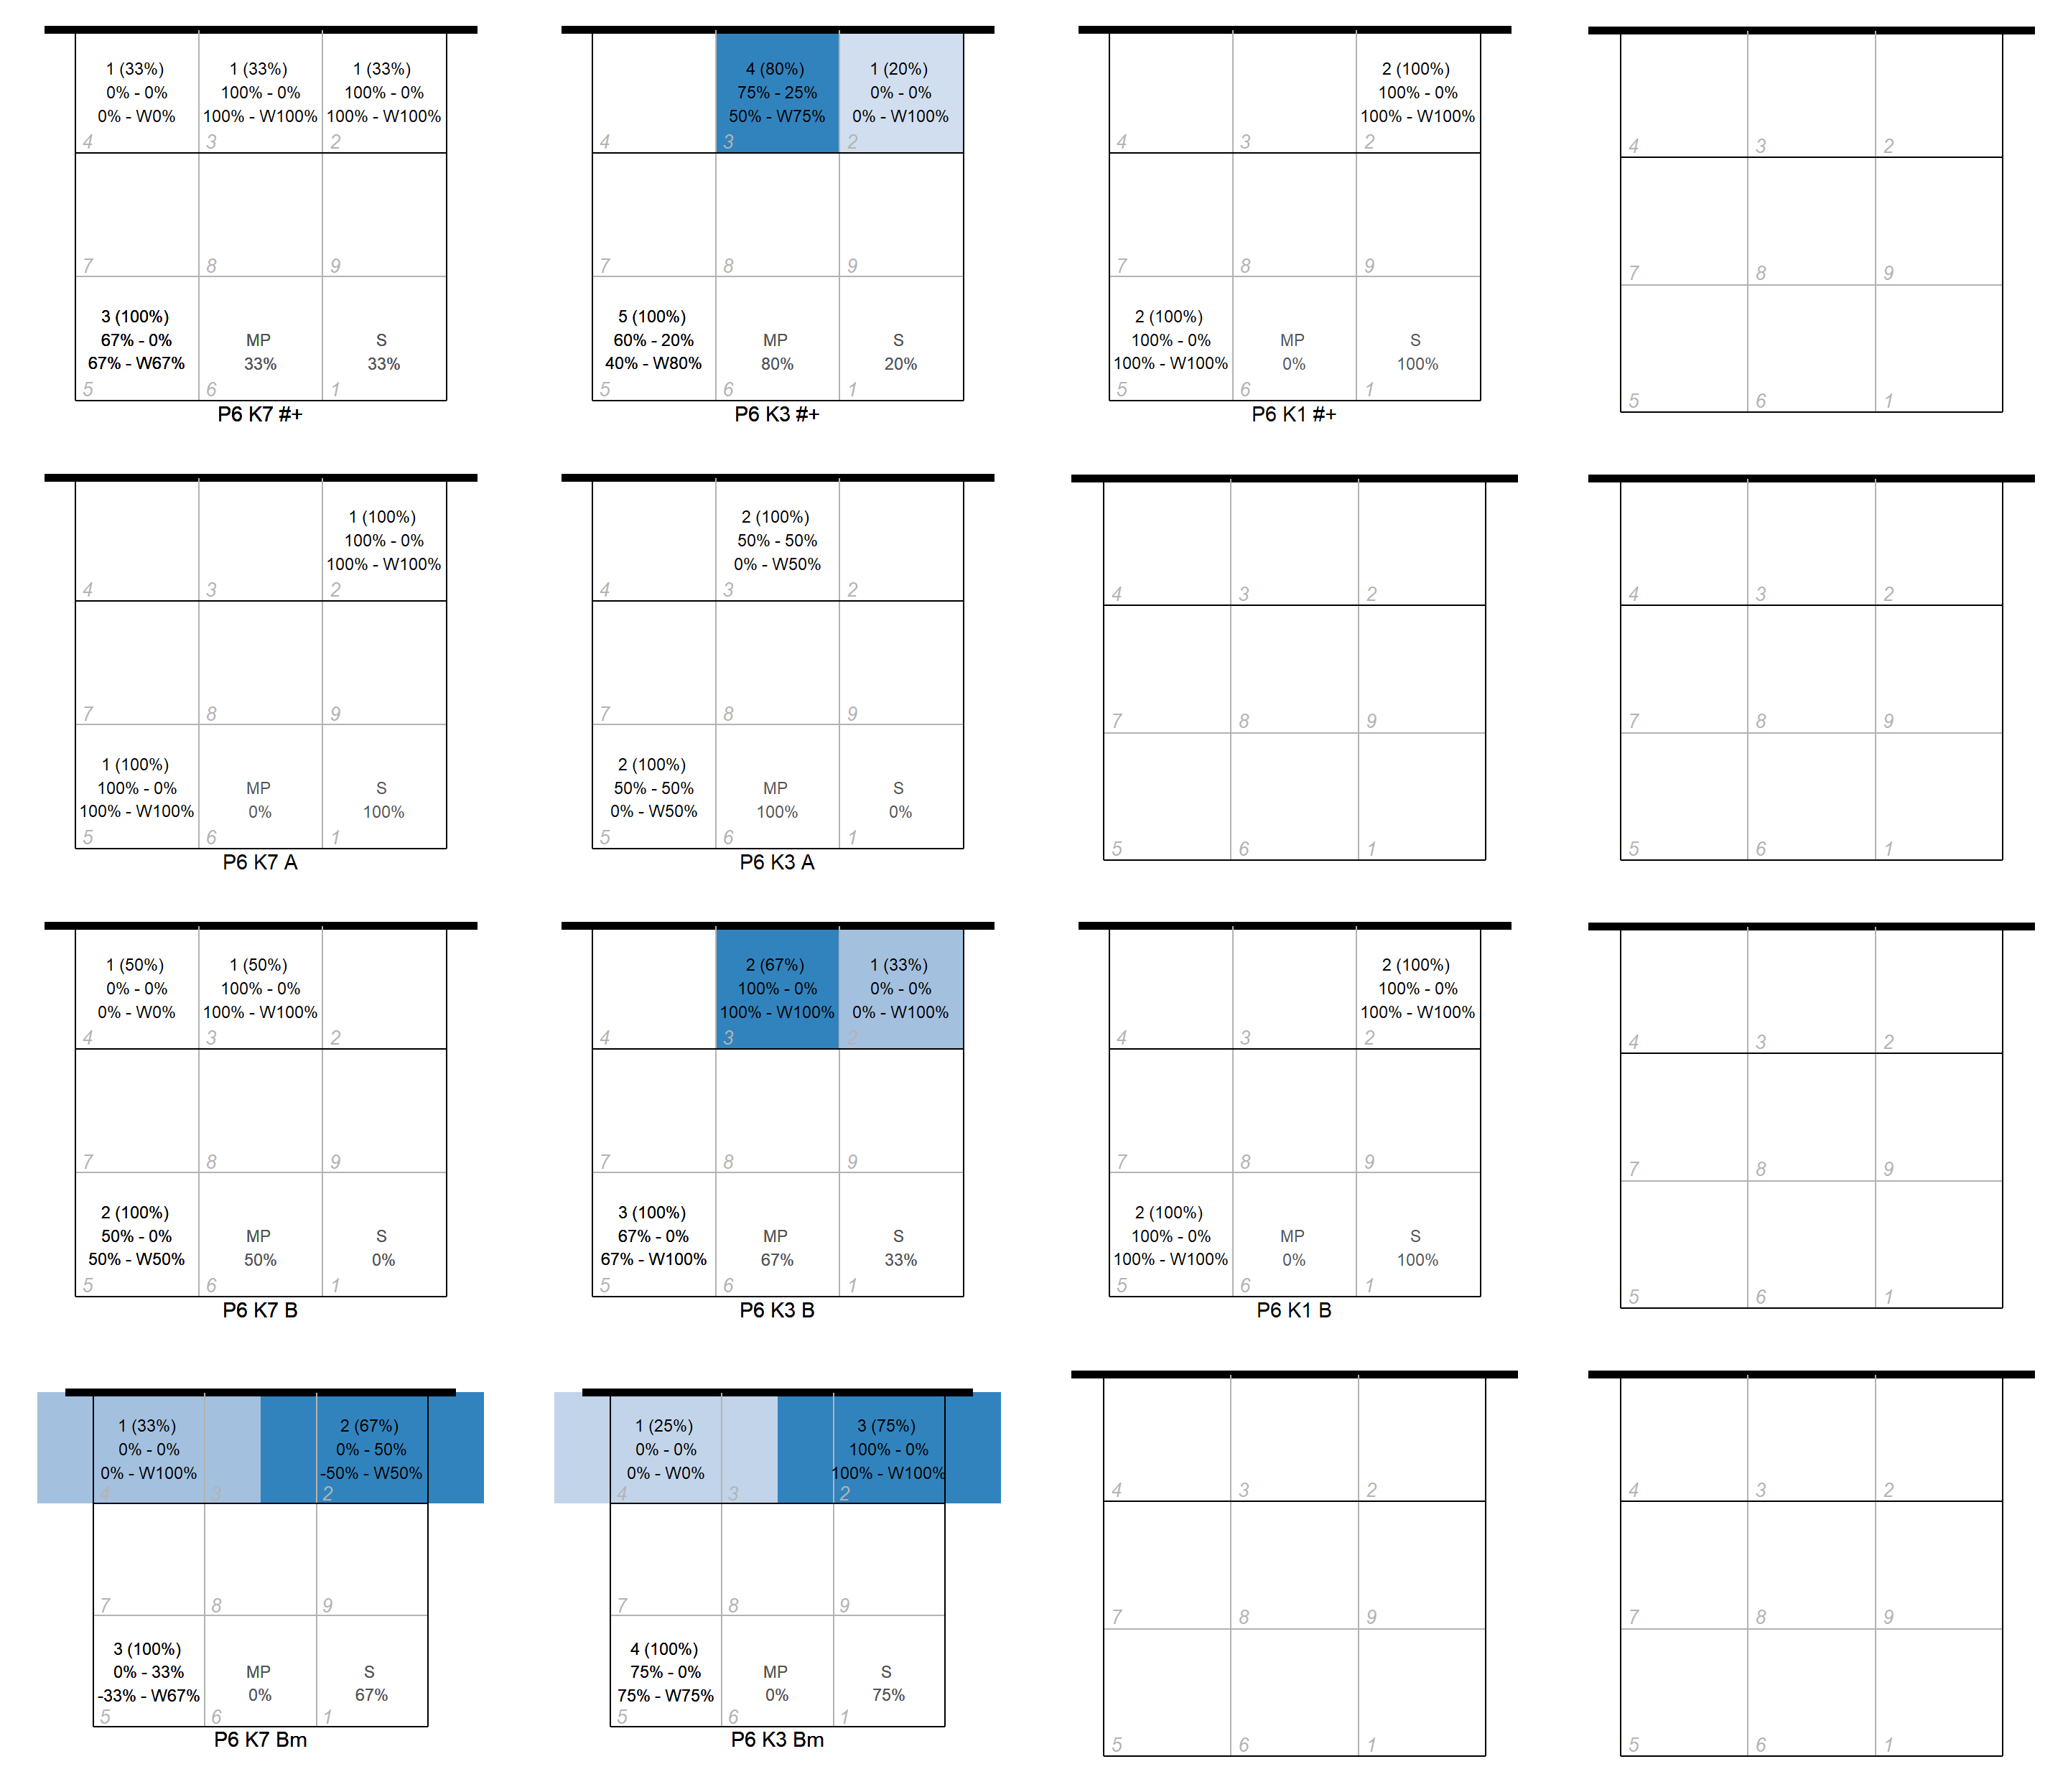 1 (33%) 1 (33%) 1 (33%)
0% - 0% 100% - 0% 100% - 0%
0% - W0% 100% - W100% 100% - W100%
4 3 2
7 8 9
3 (100%)
67% - 0% MP S
67% - W67% 33% 33%
5 6 1
P6 K7 #+
4 (80%) 1 (20%)
75% - 25% 0% - 0%
50% - W75% 0% - W100%
4 3 2
7 8 9
5 (100%)
60% - 20% MP S
40% - W80% 80% 20%
5 6 1
P6 K3 #+
2 (100%)
100% - 0%
100% - W100%
4 3 2
7 8 9
2 (100%)
100% - 0% MP S
100% - W100% 0% 100%
5 6 1
P6 K1 #+
4 3 2
7 8 9
5 6 1
1 (100%)
100% - 0%
100% - W100%
4 3 2
7 8 9
1 (100%)
100% - 0% MP S
100% - W100% 0% 100%
5 6 1
P6 K7 A
2 (100%)
50% - 50%
0% - W50%
4 3 2
7 8 9
2 (100%)
50% - 50% MP S
0% - W50% 100% 0%
5 6 1
P6 K3 A
4 3 2
7 8 9
5 6 1
4 3 2
7 8 9
5 6 1
1 (50%) 1 (50%)
0% - 0% 100% - 0%
0% - W0% 100% - W100%
4 3 2
7 8 9
2 (100%)
50% - 0% MP S
50% - W50% 50% 0%
5 6 1
P6 K7 B
2 (67%) 1 (33%)
100% - 0% 0% - 0%
100% - W100% 0% - W100%
4 3 2
7 8 9
3 (100%)
67% - 0% MP S
67% - W100% 67% 33%
5 6 1
P6 K3 B
2 (100%)
100% - 0%
100% - W100%
4 3 2
7 8 9
2 (100%)
100% - 0% MP S
100% - W100% 0% 100%
5 6 1
P6 K1 B
4 3 2
7 8 9
5 6 1
1 (33%) 2 (67%)
0% - 0% 0% - 50%
0% - W100% -50% - W50%
4 3 2
7 8 9
3 (100%)
0% - 33% MP S
-33% - W67% 0% 67%
5 6 1
P6 K7 Bm
1 (25%) 3 (75%)
0% - 0% 100% - 0%
0% - W0% 100% - W100%
4 3 2
7 8 9
4 (100%)
75% - 0% MP S
75% - W75% 0% 75%
5 6 1
P6 K3 Bm
4 3 2
7 8 9
5 6 1
4 3 2
7 8 9
5 6 1